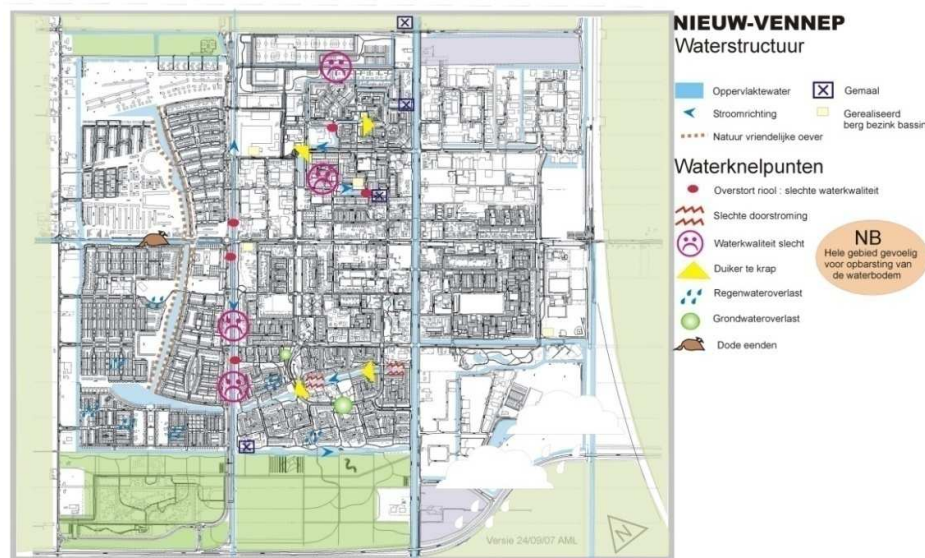 NIEUW-VENNEP
Waterstructuur
Oppervlaktewater
Gemaal
Stroomrichting
Gerealiseerd
berg bezink bassin
Natuur vriendelijke oever
Waterknelpunten
Overstort riool : slechte waterkwaliteit
Slechte doorstroming
Waterkwaliteit slecht
Duiker te krap
Regenwateroverlast
Grondwateroverlast
Dode eenden
NB
Hele gebied gevoelig
voor opbarsting van
de waterbodem
Versie 24/09/07 AML
N